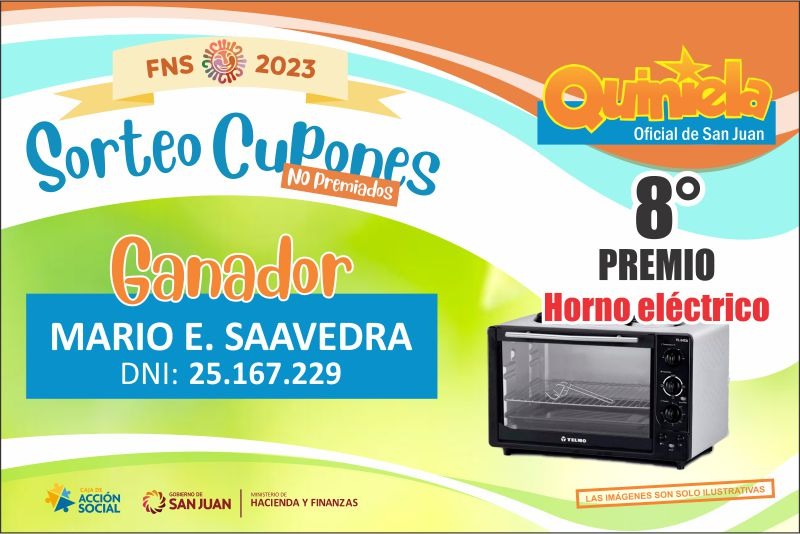 FNS 2023
Sorteo Cupones
NO Premiados
Quiniela
Oficial de San Juan
8°
PREMIO
Horno eléctrico
Ganador
MARIO E. SAAVEDRA
DNI: 25.167.229
TELMO
CAJA DE
ACCIÓN
SOCIAL
GOBIERNO DE
SAN JUAN
MINISTERIO DE
HACIENDA Y FINANZAS
LAS IMÁGENES SON SOLO ILUSTRATIVAS